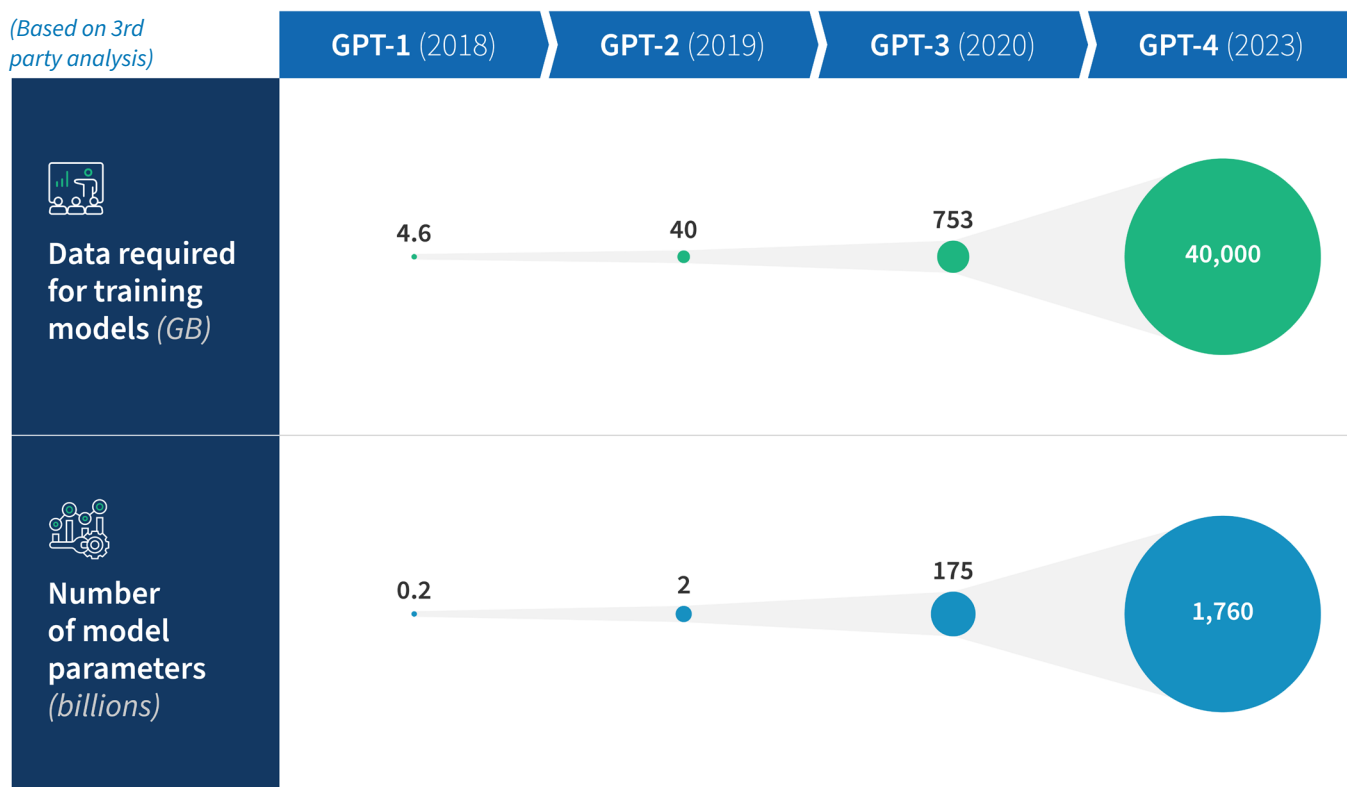 (Based on 3rd
party analysis)
GPT-1 (2018)
GPT-2 (2019)
GPT-3 (2020)
GPT-4 (2023)
Data required
for training
models (GB)
4.6
40
753
40,000
Number
of model
parameters
(billions)
0.2
2
175
1,760